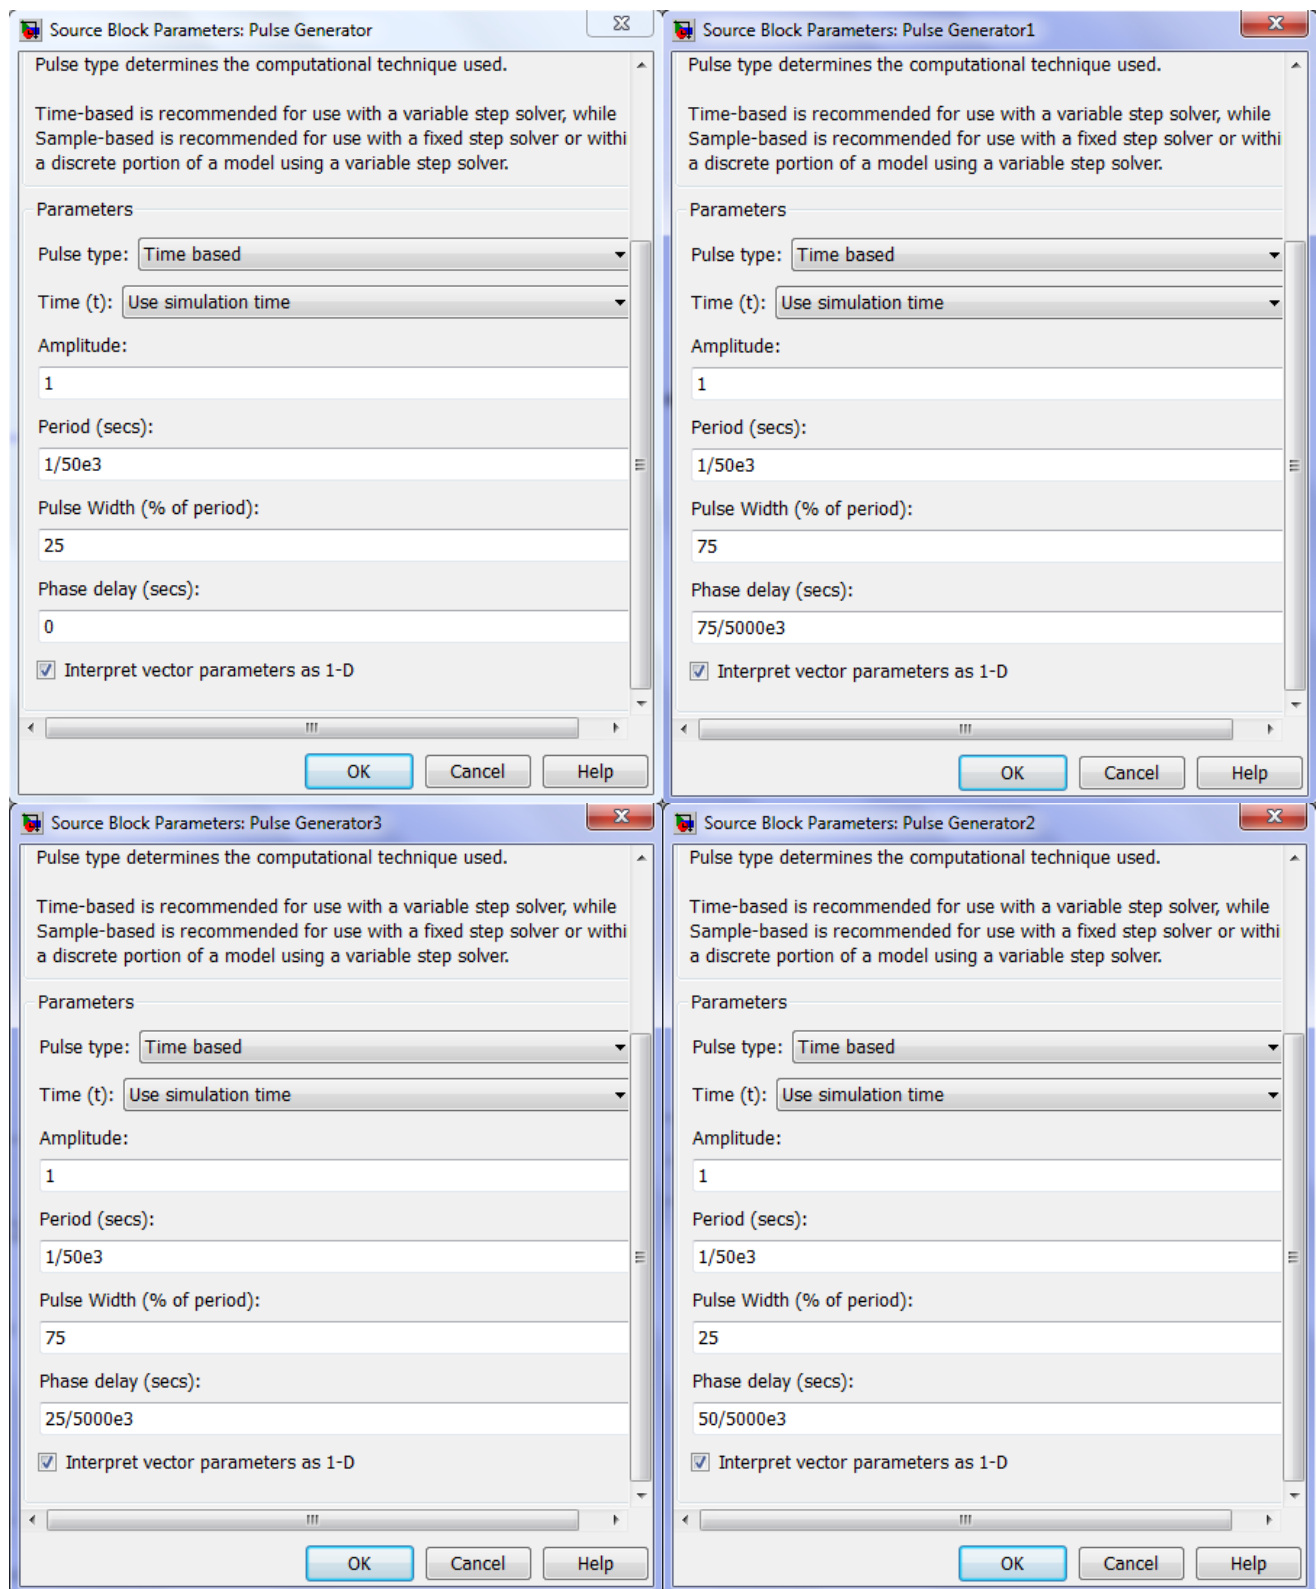 Source Block Parameters: Pulse Generator
Pulse type determines the computational technique used.
Time-based is recommended for use with a variable step solver, while
Sample-based is recommended for use with a fixed step solver or withi
a discrete portion of a model using a variable step solver.
Parameters
Pulse type: Time based
Time (t): Use simulation time
Amplitude:
1
Period (secs):
1/50e3
Pulse Width (% of period):
25
Phase delay (secs):
0
Interpret vector parameters as 1-D
OK Cancel Help
Source Block Parameters: Pulse Generator1
Pulse type determines the computational technique used.
Time-based is recommended for use with a variable step solver, while
Sample-based is recommended for use with a fixed step solver or withi
a discrete portion of a model using a variable step solver.
Parameters
Pulse type: Time based
Time (t): Use simulation time
Amplitude:
1
Period (secs):
1/50e3
Pulse Width (% of period):
75
Phase delay (secs):
75/5000e3
Interpret vector parameters as 1-D
OK Cancel Help
Source Block Parameters: Pulse Generator3
Pulse type determines the computational technique used.
Time-based is recommended for use with a variable step solver, while
Sample-based is recommended for use with a fixed step solver or withi
a discrete portion of a model using a variable step solver.
Parameters
Pulse type: Time based
Time (t): Use simulation time
Amplitude:
1
Period (secs):
1/50e3
Pulse Width (% of period):
75
Phase delay (secs):
25/5000e3
Interpret vector parameters as 1-D
OK Cancel Help
Source Block Parameters: Pulse Generator2
Pulse type determines the computational technique used.
Time-based is recommended for use with a variable step solver, while
Sample-based is recommended for use with a fixed step solver or withi
a discrete portion of a model using a variable step solver.
Parameters
Pulse type: Time based
Time (t): Use simulation time
Amplitude:
1
Period (secs):
1/50e3
Pulse Width (% of period):
25
Phase delay (secs):
50/5000e3
Interpret vector parameters as 1-D
OK Cancel Help